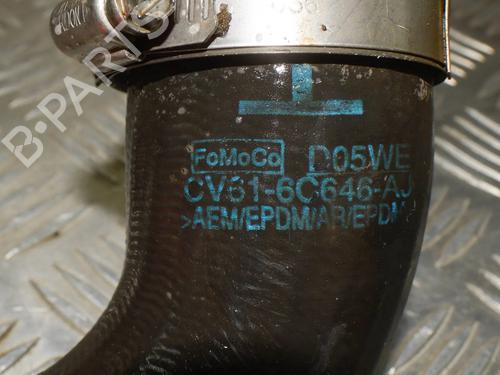 FoMoCo D05WE
CV61-6C646-AJ
>AEM/EPDM/AR/EPDM
B-PARTS